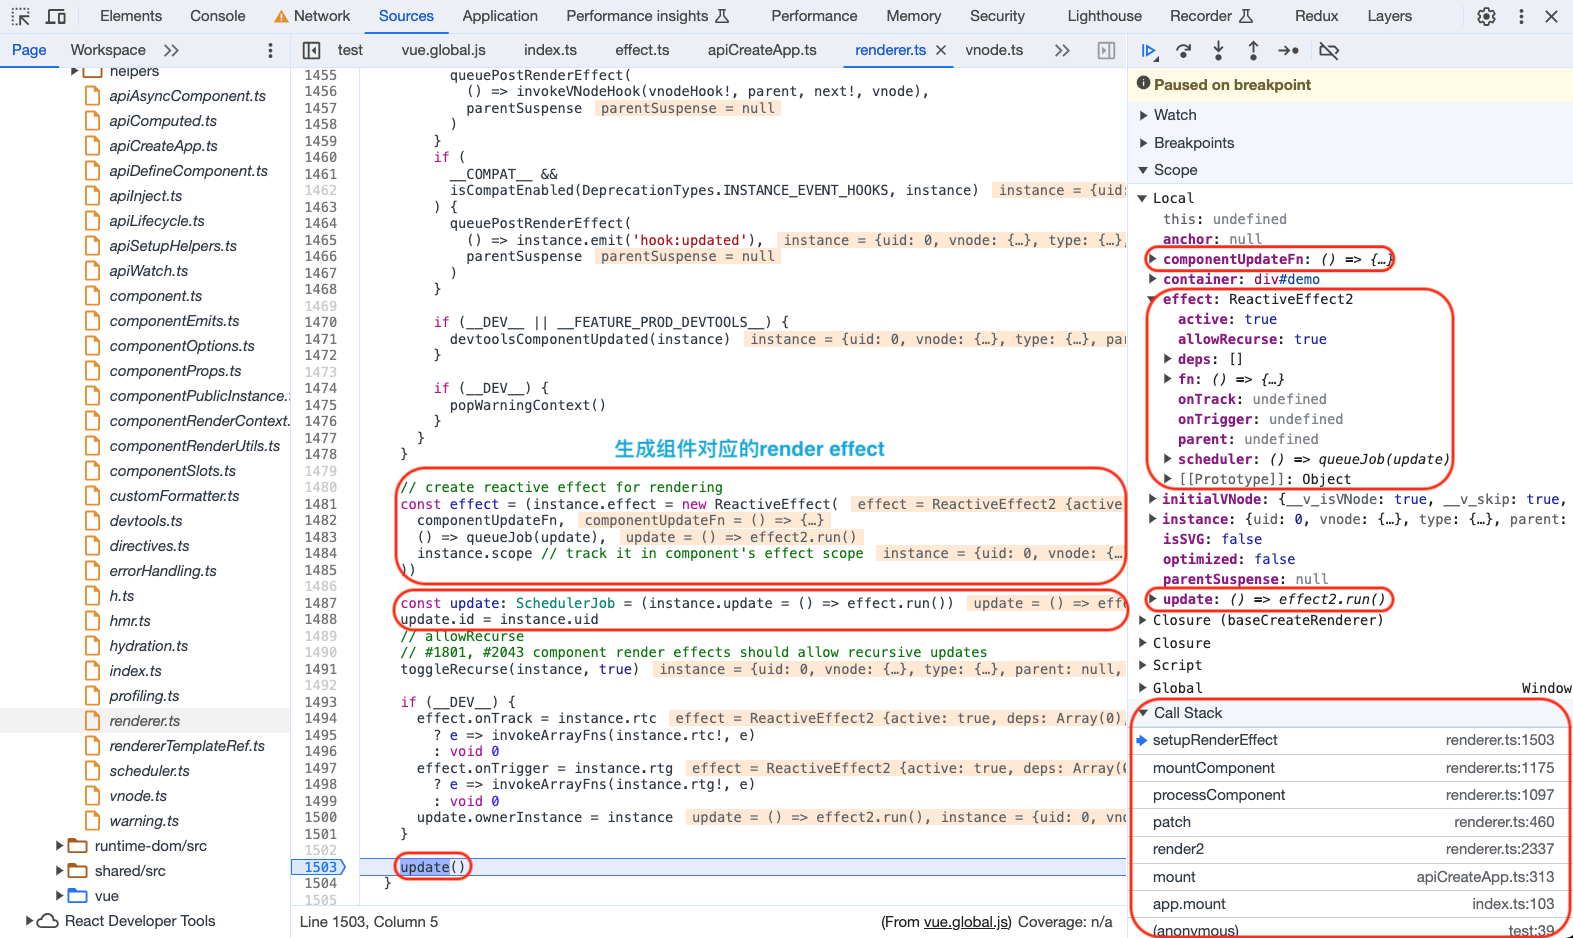 Elements Console Network Sources Application Performance insights Performance Memory Security Lighthouse Recorder Redux Layers
Page Workspace
test vue.global.js index.ts effect.ts apiCreateApp.ts renderer.ts vnode.ts
helpers
apiAsyncComponent.ts
apiComputed.ts
apiCreateApp.ts
apiDefineComponent.ts
apiInject.ts
apiLifecycle.ts
apiSetupHelpers.ts
apiWatch.ts
component.ts
componentEmits.ts
componentOptions.ts
componentProps.ts
componentPublicInstance.
componentRenderContext.
componentRenderUtils.ts
componentSlots.ts
customFormatter.ts
devtools.ts
directives.ts
errorHandling.ts
h.ts
hmr.ts
hydration.ts
index.ts
profiling.ts
renderer.ts
rendererTemplateRef.ts
scheduler.ts
vnode.ts
warning.ts
runtime-dom/src
shared/src
vue
React Developer Tools
1455 queuePostRenderEffect(
1456 () => invokeVNodeHook(vnodeHook!, parent, next!, vnode),
1457 parentSuspense parentSuspense = null
1458 )
1459 }
1460 if (
1461 __COMPAT__ &&
1462 isCompatEnabled(DeprecationTypes.INSTANCE_EVENT_HOOKS, instance) instance = {uid:
1463 ) {
1464 queuePostRenderEffect(
1465 () => instance.emit('hook:updated'), instance = {uid: 0, vnode: {…}, type: {…},
1466 parentSuspense parentSuspense = null
1467 )
1468 }
1469
1470 if (__DEV__ || __FEATURE_PROD_DEVTOOLS__) {
1471 devtoolsComponentUpdated(instance) instance = {uid: 0, vnode: {…}, type: {…}, par
1472 }
1473
1474 if (__DEV__) {
1475 popWarningContext()
1476 }
1477 }
1478 }
生成组件对应的render effect
1479
1480 // create reactive effect for rendering
1481 const effect = (instance.effect = new ReactiveEffect( effect = ReactiveEffect2 {active
1482 componentUpdateFn, componentUpdateFn = () => {…}
1483 () => queueJob(update), update = () => effect2.run()
1484 instance.scope // track it in component's effect scope instance = {uid: 0, vnode: {…
1485 ))
1486
1487 const update: SchedulerJob = (instance.update = () => effect.run()) update = () => effe
1488 update.id = instance.uid
1489 // allowRecurse
1490 // #1801, #2043 component render effects should allow recursive updates
1491 toggleRecurse(instance, true) instance = {uid: 0, vnode: {…}, type: {…}, parent: null,
1492
1493 if (__DEV__) {
1494 effect.onTrack = instance.rtc effect = ReactiveEffect2 {active: true, deps: Array(0),
1495 ? e => invokeArrayFns(instance.rtc!, e)
1496 : void 0
1497 effect.onTrigger = instance.rtg effect = ReactiveEffect2 {active: true, deps: Array(0
1498 ? e => invokeArrayFns(instance.rtg!, e)
1499 : void 0
1500 update.ownerInstance = instance update = () => effect2.run(), instance = {uid: 0, vno
1501 }
1502
1503 update()
1504 }
1505
Line 1503, Column 5 (From vue.global.js) Coverage: n/a
Paused on breakpoint
Watch
Breakpoints
Scope
Local
this: undefined
anchor: null
componentUpdateFn: () => {…}
container: div#demo
effect: ReactiveEffect2
active: true
allowRecurse: true
deps: []
fn: () => {…}
onTrack: undefined
onTrigger: undefined
parent: undefined
scheduler: () => queueJob(update)
[[Prototype]]: Object
initialVNode: {__v_isVNode: true, __v_skip: true,
instance: {uid: 0, vnode: {…}, type: {…}, parent:
isSVG: false
optimized: false
parentSuspense: null
update: () => effect2.run()
Closure (baseCreateRenderer)
Closure
Script
Global Window
Call Stack
setupRenderEffect renderer.ts:1503
mountComponent renderer.ts:1175
processComponent renderer.ts:1097
patch renderer.ts:460
render2 renderer.ts:2337
mount apiCreateApp.ts:313
app.mount index.ts:103
(anonymous) test:39